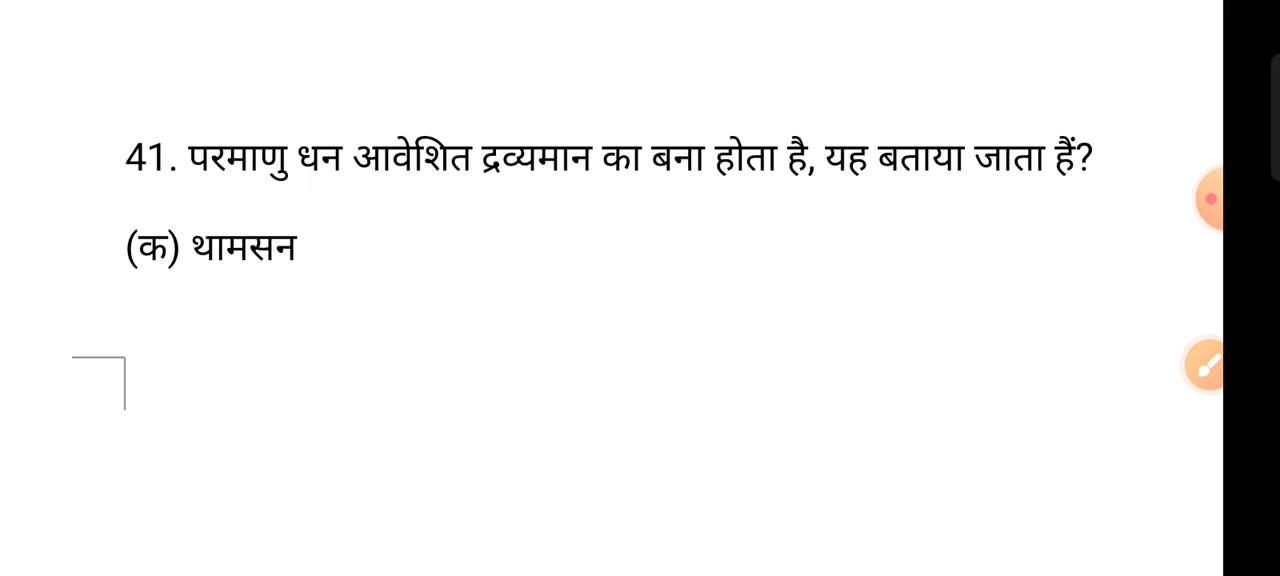 41. परमाणु धन आवेशित द्रव्यमान का बना होता है, यह बताया जाता हैं?
(क) थामसन